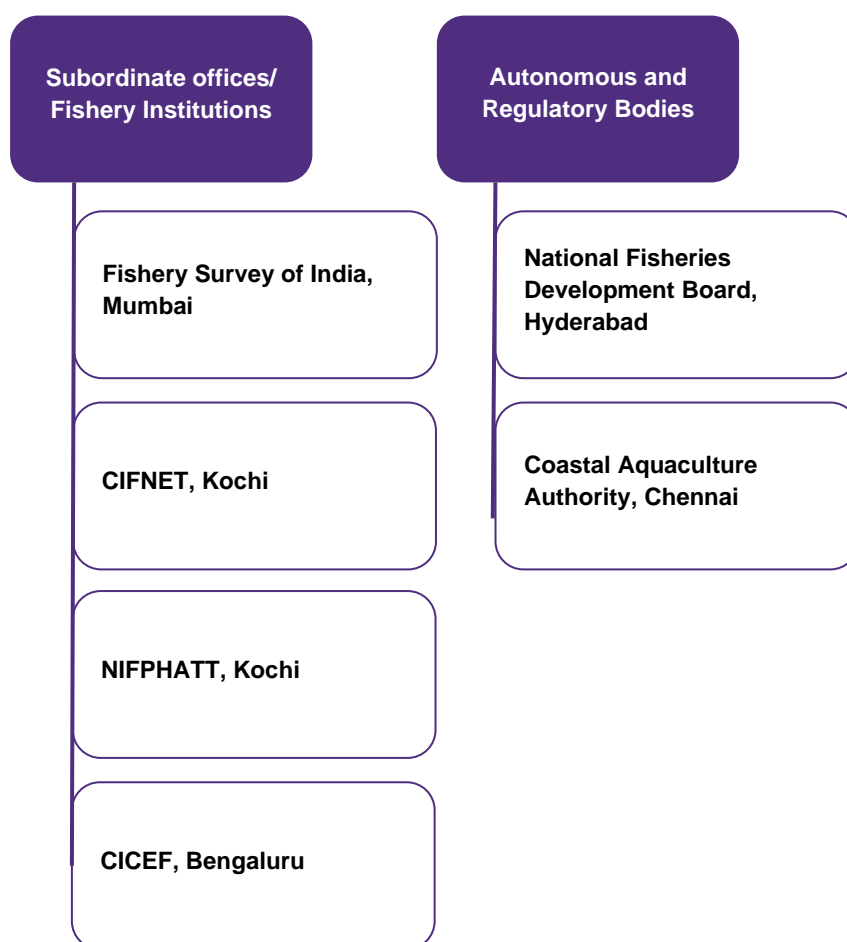 Subordinate offices/
Fishery Institutions
Fishery Survey of India,
Mumbai
CIFNET, Kochi
NIFPHATT, Kochi
CICEF, Bengaluru
Autonomous and
Regulatory Bodies
National Fisheries
Development Board,
Hyderabad
Coastal Aquaculture
Authority, Chennai